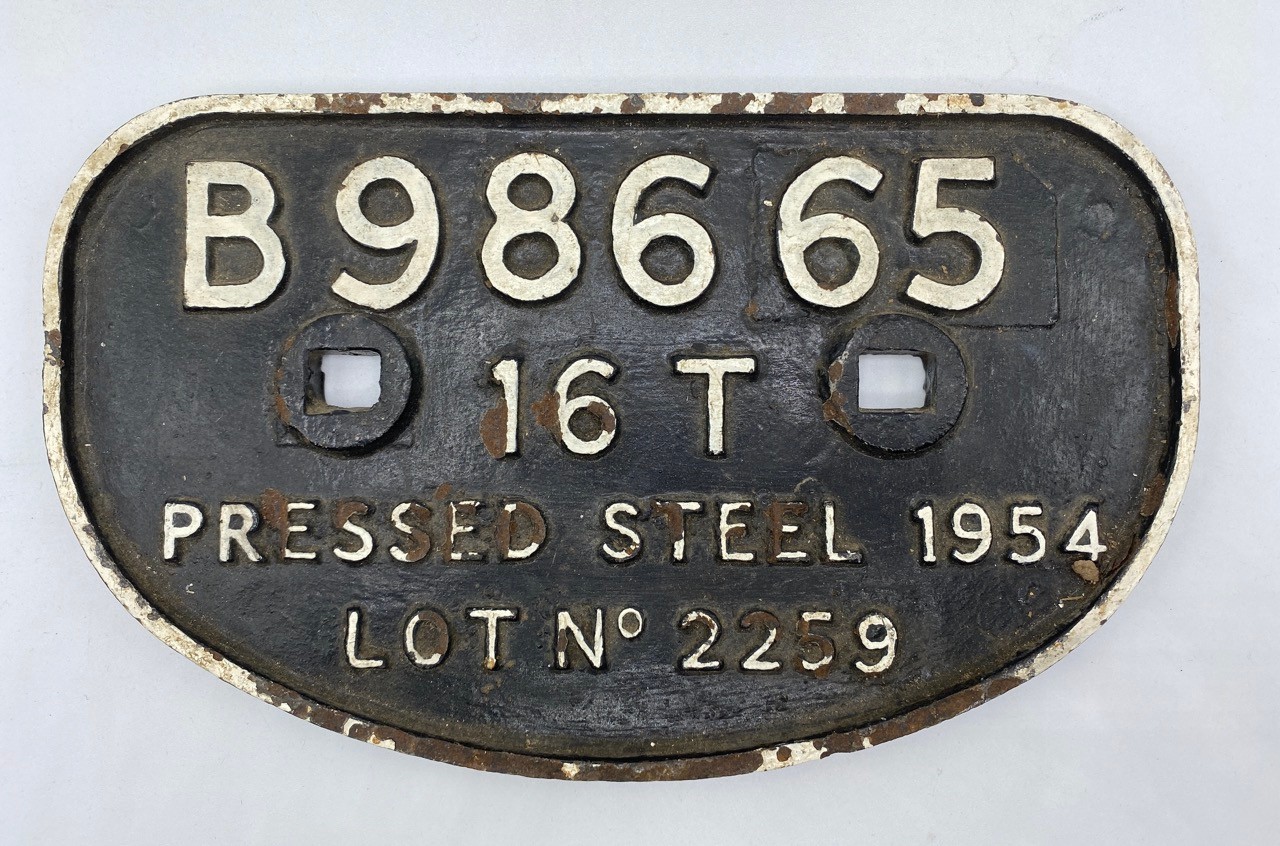 B98665
16 T
PRESSED STEEL 1954
LOT Nº 2259